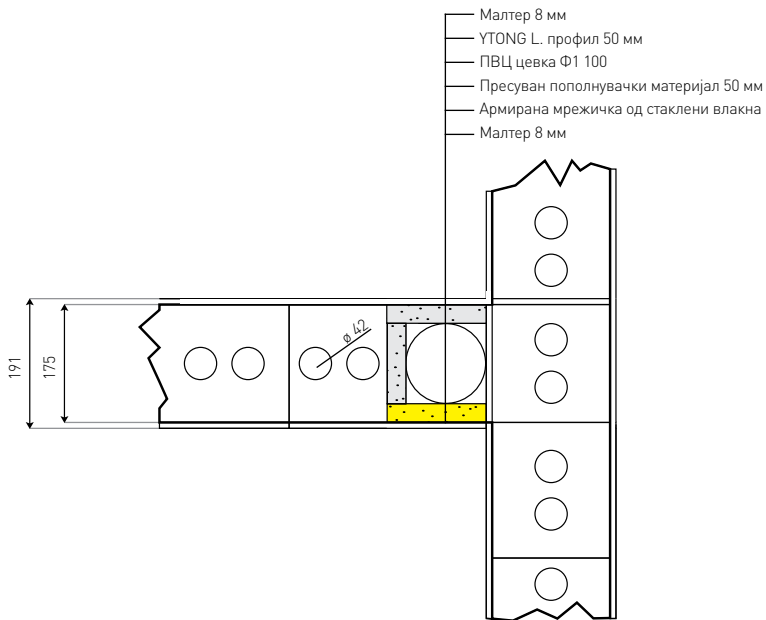 Малтер 8 мм
YTONG L. профил 50 мм
ПВЦ цевка Ф1 100
Пресуван пополнувачки материјал 50 мм
Армирана мрежичка од стаклени влакна
Малтер 8 мм
ø 42
191
175